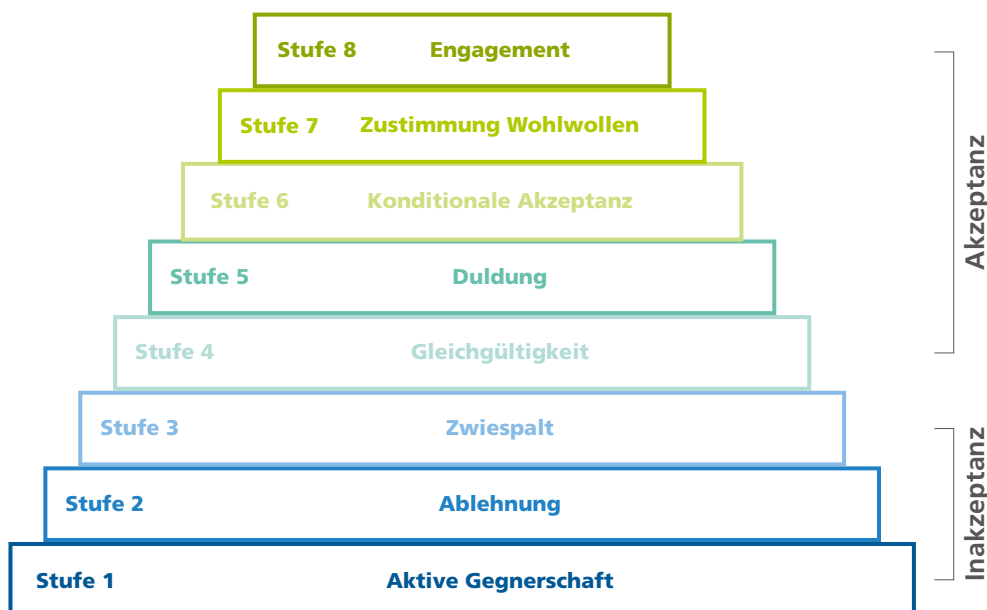 Stufe 8 Engagement
Stufe 7 Zustimmung Wohlwollen
Stufe 6 Konditionale Akzeptanz
Stufe 5 Duldung
Stufe 4 Gleichgültigkeit
Stufe 3 Zwiespalt
Stufe 2 Ablehnung
Stufe 1 Aktive Gegnerschaft
Akzeptanz
Inakzeptanz